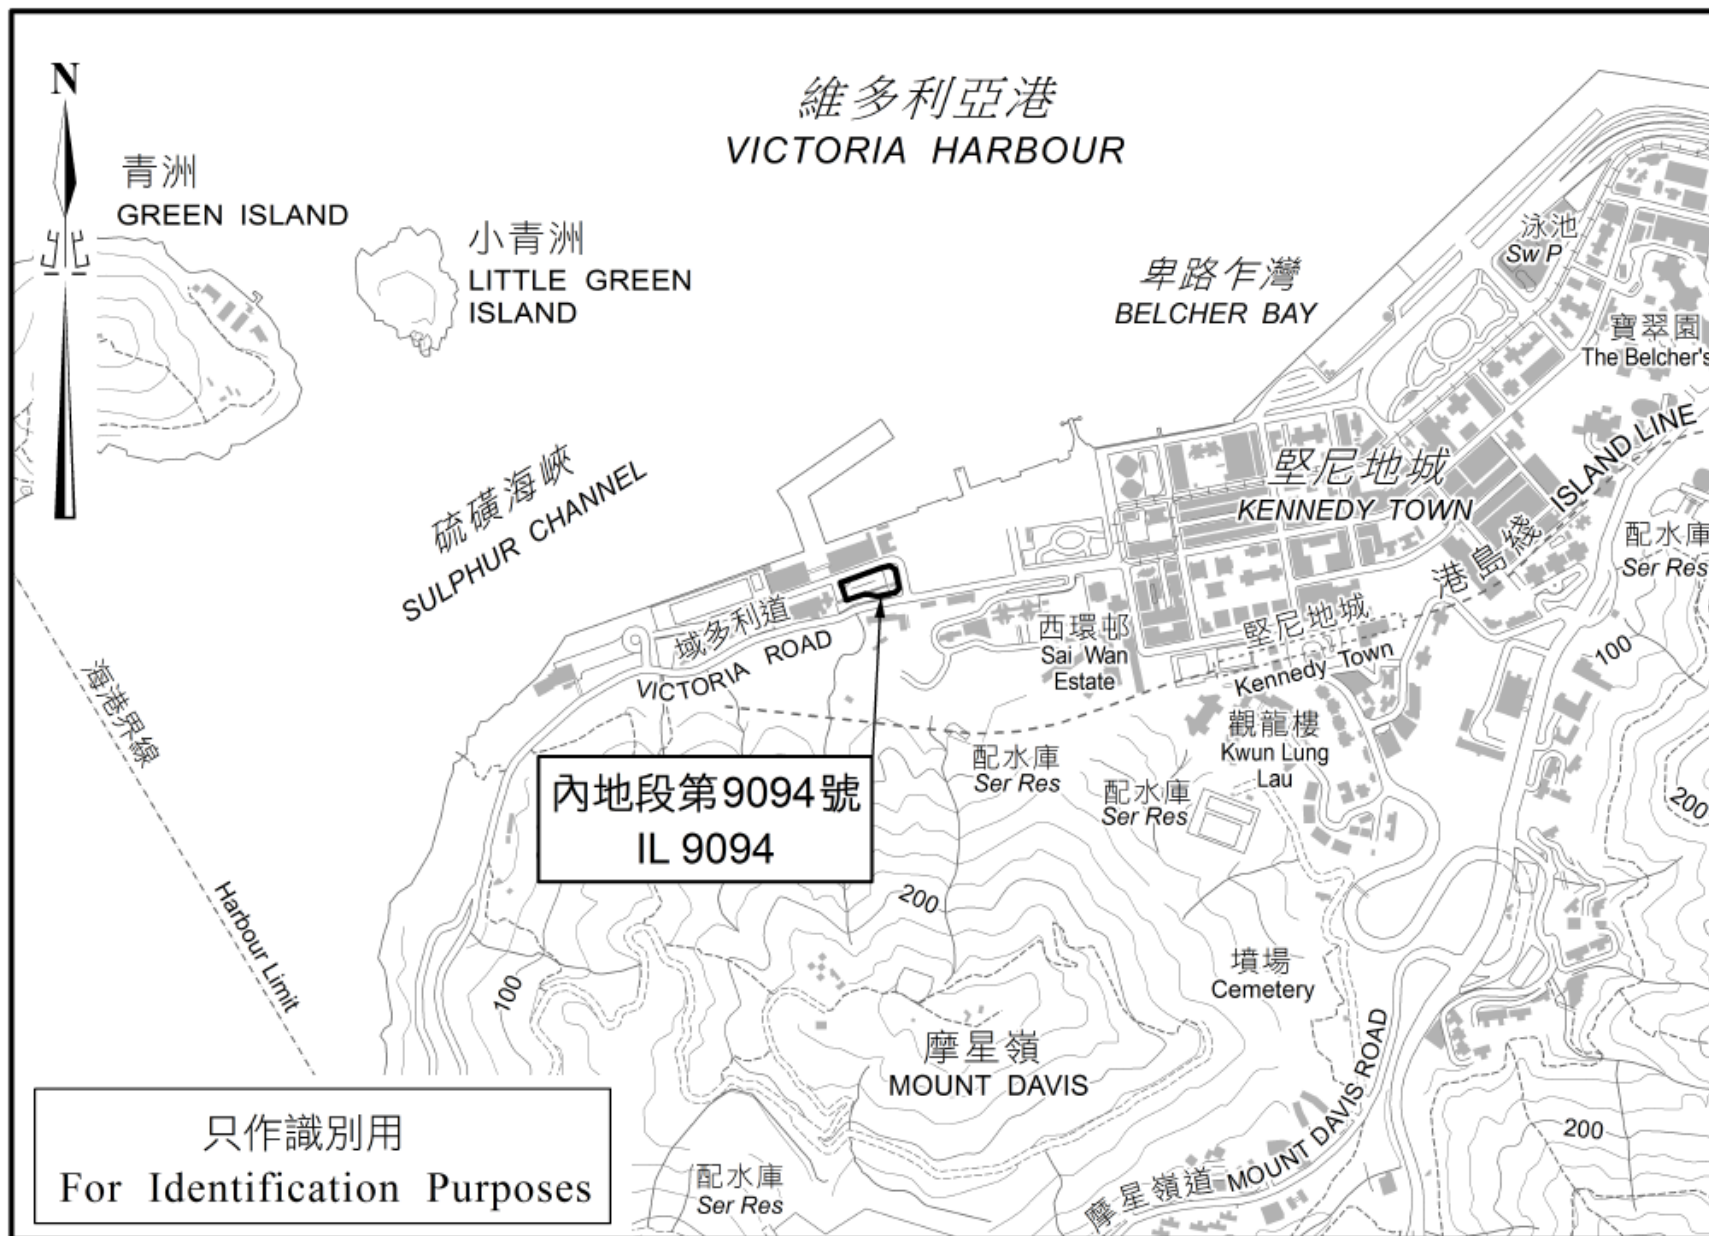 N
維多利亞港
VICTORIA HARBOUR
青洲
GREEN ISLAND
小青洲
LITTLE GREEN
ISLAND
泳池
Sw P
卑路乍灣
BELCHER BAY
寶翠園
The Belcher's
硫磺海峽
SULPHUR CHANNEL
堅尼地城
KENNEDY TOWN
港島綫 ISLAND LINE
配水庫
Ser Res
域多利道
VICTORIA ROAD
西環邨
Sai Wan
Estate
堅尼地城
Kennedy Town
100
海港界線
Harbour Limit
觀龍樓
Kwun Lung
Lau
配水庫
Ser Res
配水庫
Ser Res
200
內地段第9094號
IL 9094
200
100
墳場
Cemetery
摩星嶺
MOUNT DAVIS
摩星嶺道 MOUNT DAVIS ROAD
200
配水庫
Ser Res
只作識別用
For Identification Purposes